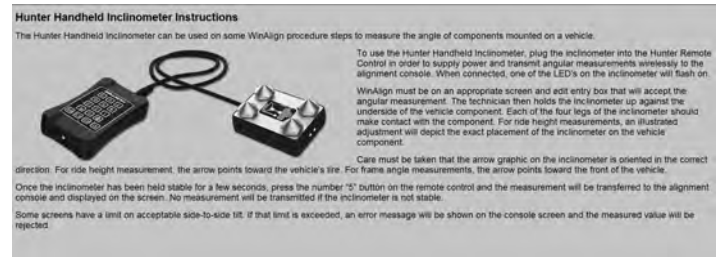 Hunter Handheld Inclinometer Instructions
The Hunter Handheld Inclinometer can be used on some WinAlign procedure steps to measure the angle of components mounted on a vehicle.
To use the Hunter Handheld Inclinometer, plug the inclinometer into the Hunter Remote
Control in order to supply power and transmit angular measurements wirelessly to the
alignment console. When connected, one of the LED's on the inclinometer will flash on.
WinAlign must be on an appropriate screen and edit entry box that will accept the
angular measurement. The technician then holds the inclinometer up against the
underside of the vehicle component. Each of the four legs of the inclinometer should
make contact with the component. For ride height measurements, an illustrated
adjustment will depict the exact placement of the inclinometer on the vehicle
component.
Care must be taken that the arrow graphic on the inclinometer is oriented in the correct
direction. For ride height measurement, the arrow points toward the vehicle's tire. For frame angle measurements, the arrow points toward the front of the vehicle.
Once the inclinometer has been held stable for a few seconds, press the number "5" button on the remote control and the measurement will be transferred to the alignment
console and displayed on the screen. No measurement will be transmitted if the inclinometer is not stable.
Some screens have a limit on acceptable side-to-side tilt. If that limit is exceeded, an error message will be shown on the console screen and the measured value will be
rejected.